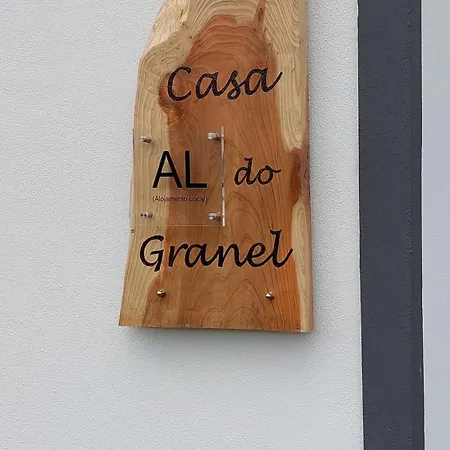 Casa
AL do
(Alojamento Local)
Granel